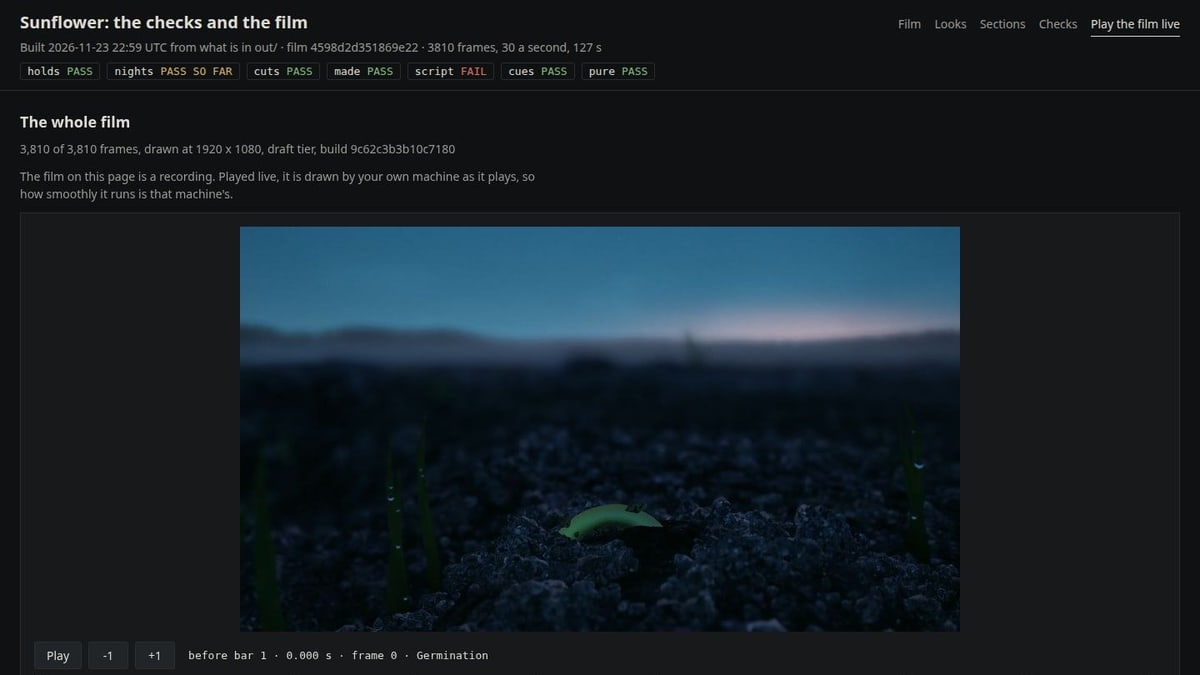 Sunflower: the checks and the film
Film Looks Sections Checks Play the film live
Built 2026-11-23 22:59 UTC from what is in out/ · film 4598d2d351869e22 · 3810 frames, 30 a second, 127 s
holds PASS nights PASS SO FAR cuts PASS made PASS script FAIL cues PASS pure PASS
The whole film
3,810 of 3,810 frames, drawn at 1920 x 1080, draft tier, build 9c62c3b3b10c7180
The film on this page is a recording. Played live, it is drawn by your own machine as it plays, so
how smoothly it runs is that machine's.
Play -1 +1 before bar 1 · 0.000 s · frame 0 · Germination